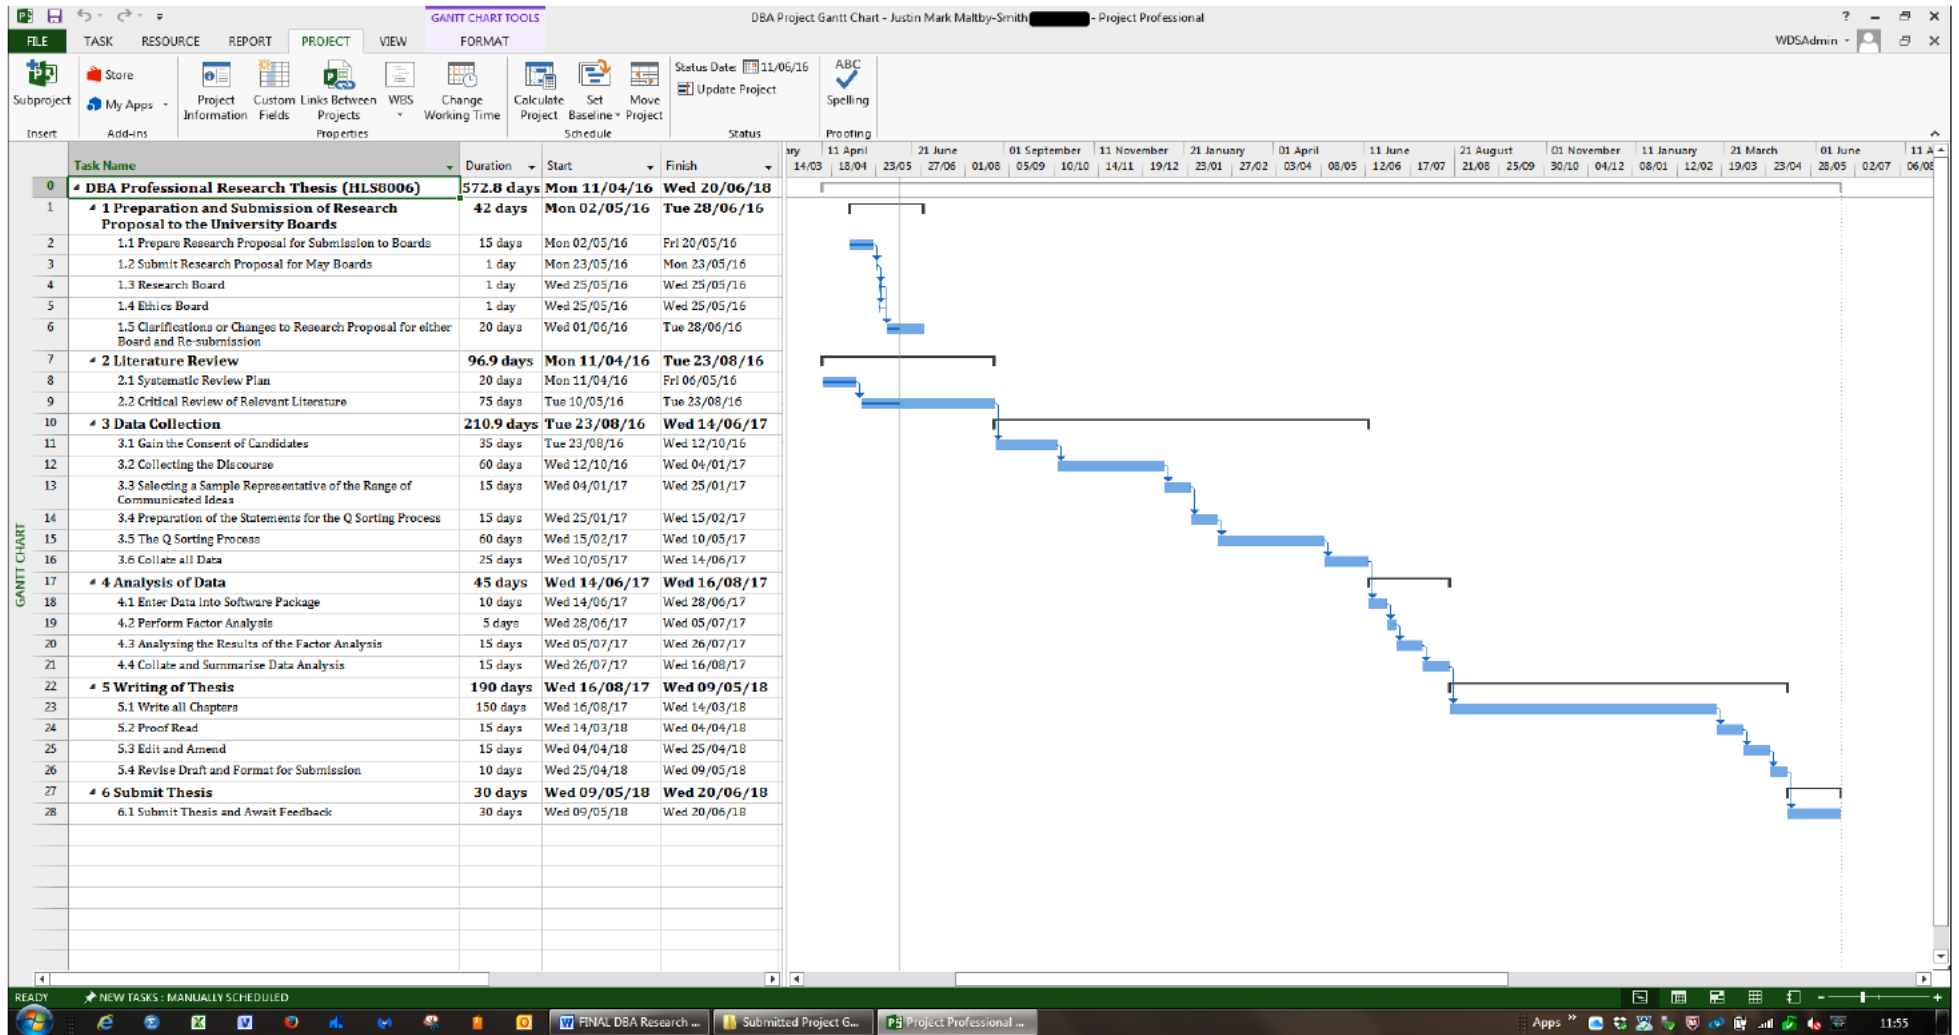 GANTT CHART TOOLS
DBA Project Gantt Chart - Justin Mark Maltby-Smith - Project Professional
FILE TASK RESOURCE REPORT PROJECT VIEW FORMAT WDSAdmin
Store
My Apps
Subproject
Project Information
Custom Fields
Links Between Projects
WBS
Change Working Time
Calculate Project
Set Baseline
Move Project
Status Date: 11/06/16
Update Project
ABC
Spelling
Insert Add-ins Properties Schedule Status Proofing
11 April 21 June 01 September 11 November 21 January 01 April 11 June 21 August 01 November 11 January 21 March 01 June
Task Name Duration Start Finish
14/03 18/04 23/05 27/06 01/08 05/09 10/10 14/11 19/12 23/01 27/02 03/04 08/05 12/06 17/07 21/08 25/09 30/10 04/12 08/01 12/02 19/03 23/04 28/05 02/07 06/08
0 DBA Professional Research Thesis (HLS8006) 572.8 days Mon 11/04/16 Wed 20/06/18
1 1 Preparation and Submission of Research Proposal to the University Boards 42 days Mon 02/05/16 Tue 28/06/16
2 1.1 Prepare Research Proposal for Submission to Boards 15 days Mon 02/05/16 Fri 20/05/16
3 1.2 Submit Research Proposal for May Boards 1 day Mon 23/05/16 Mon 23/05/16
4 1.3 Research Board 1 day Wed 25/05/16 Wed 25/05/16
5 1.4 Ethics Board 1 day Wed 25/05/16 Wed 25/05/16
6 1.5 Clarifications or Changes to Research Proposal for either Board and Re-submission 20 days Wed 01/06/16 Tue 28/06/16
7 2 Literature Review 96.9 days Mon 11/04/16 Tue 23/08/16
8 2.1 Systematic Review Plan 20 days Mon 11/04/16 Fri 06/05/16
9 2.2 Critical Review of Relevant Literature 75 days Tue 10/05/16 Tue 23/08/16
10 3 Data Collection 210.9 days Tue 23/08/16 Wed 14/06/17
11 3.1 Gain the Consent of Candidates 35 days Tue 23/08/16 Wed 12/10/16
12 3.2 Collecting the Discourse 60 days Wed 12/10/16 Wed 04/01/17
13 3.3 Selecting a Sample Representative of the Range of Communicated Ideas 15 days Wed 04/01/17 Wed 25/01/17
14 3.4 Preparation of the Statements for the Q Sorting Process 15 days Wed 25/01/17 Wed 15/02/17
15 3.5 The Q Sorting Process 60 days Wed 15/02/17 Wed 10/05/17
16 3.6 Collate all Data 25 days Wed 10/05/17 Wed 14/06/17
17 4 Analysis of Data 45 days Wed 14/06/17 Wed 16/08/17
18 4.1 Enter Data into Software Package 10 days Wed 14/06/17 Wed 28/06/17
19 4.2 Perform Factor Analysis 5 days Wed 28/06/17 Wed 05/07/17
20 4.3 Analysing the Results of the Factor Analysis 15 days Wed 05/07/17 Wed 26/07/17
21 4.4 Collate and Summarise Data Analysis 15 days Wed 26/07/17 Wed 16/08/17
22 5 Writing of Thesis 190 days Wed 16/08/17 Wed 09/05/18
23 5.1 Write all Chapters 150 days Wed 16/08/17 Wed 14/03/18
24 5.2 Proof Read 15 days Wed 14/03/18 Wed 04/04/18
25 5.3 Edit and Amend 15 days Wed 04/04/18 Wed 25/04/18
26 5.4 Revise Draft and Format for Submission 10 days Wed 25/04/18 Wed 09/05/18
27 6 Submit Thesis 30 days Wed 09/05/18 Wed 20/06/18
28 6.1 Submit Thesis and Await Feedback 30 days Wed 09/05/18 Wed 20/06/18
GANTT CHART
READY NEW TASKS : MANUALLY SCHEDULED
FINAL DBA Research ... Submitted Project G... Project Professional ... Apps 11:55